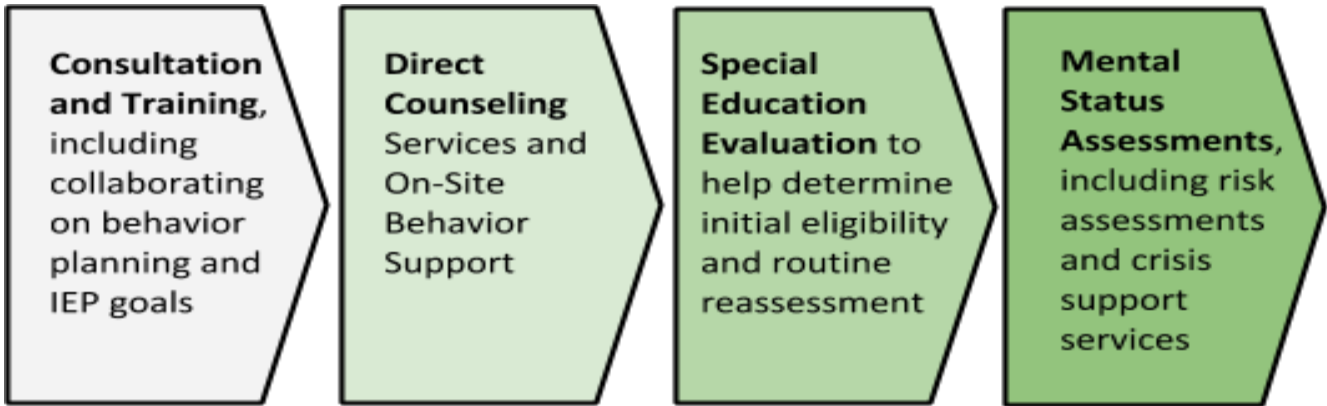 Consultation
and Training,
including
collaborating
on behavior
planning and
IEP goals
Direct
Counseling
Services and
On-Site
Behavior
Support
Special
Education
Evaluation to
help determine
initial eligibility
and routine
reassessment
Mental
Status
Assessments,
including risk
assessments
and crisis
support
services